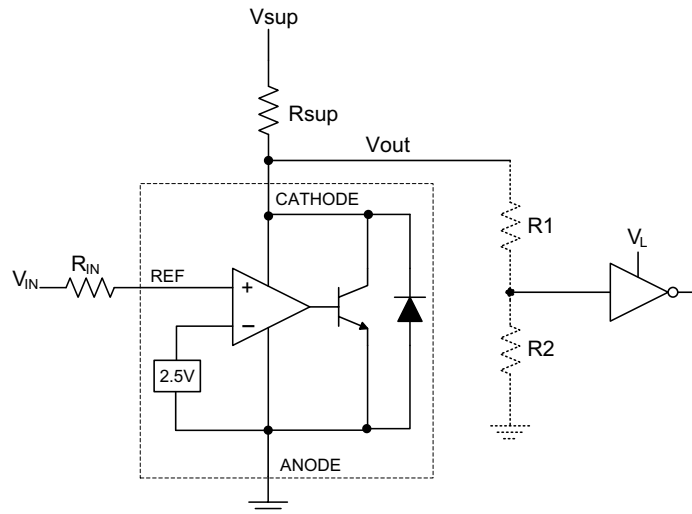 Vsup
Rsup
Vout
CATHODE
R1
RIN
VIN
REF
VL
+
−
R2
2.5V
ANODE